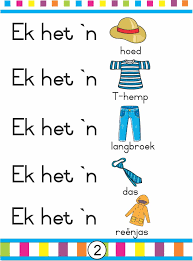 Ek het `n
hoed
Ek het `n
T-hemp
Ek het `n
langbroek
Ek het `n
das
Ek het `n
reënjas
2